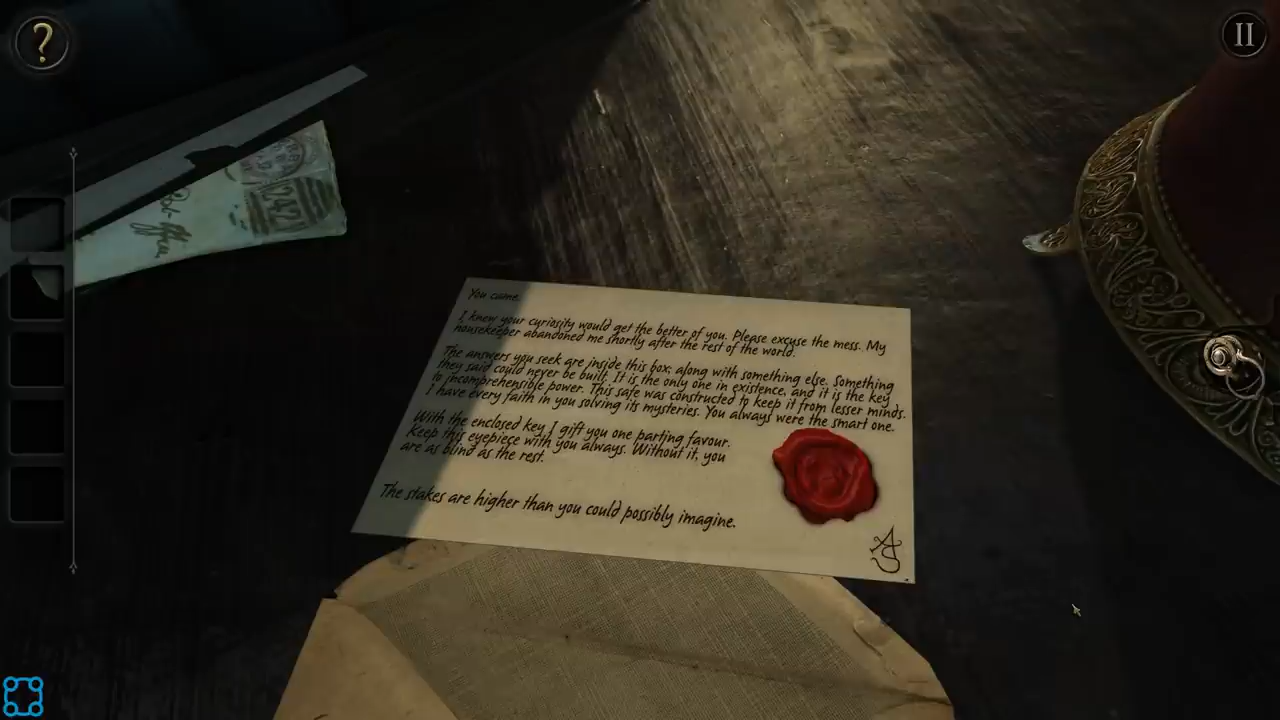 You came.
I knew your curiosity would get the better of you. Please excuse the mess. My
housekeeper abandoned me shortly after the rest of the world.
The answers you seek are inside this box; along with something else. Something
they said could never be built. It is the only one in existence, and it is the key
to incomprehensible power. This safe was constructed to keep it from lesser minds.
I have every faith in you solving its mysteries. You always were the smart one.
With the enclosed key I gift you one parting favour.
Keep this eyepiece with you always. Without it, you
are as blind as the rest.
The stakes are higher than you could possibly imagine.